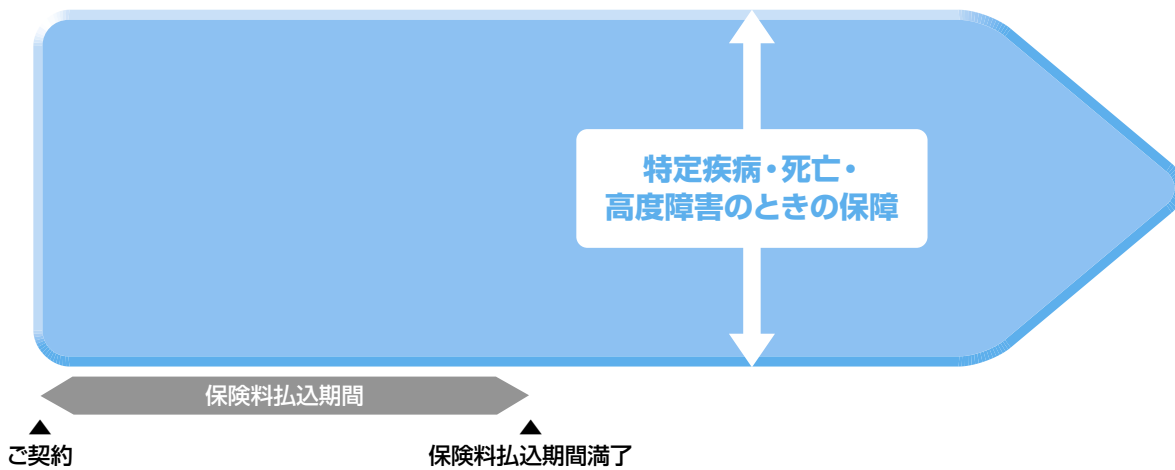 特定疾病・死亡・
高度障害のときの保障
保険料払込期間
ご契約
保険料払込期間満了